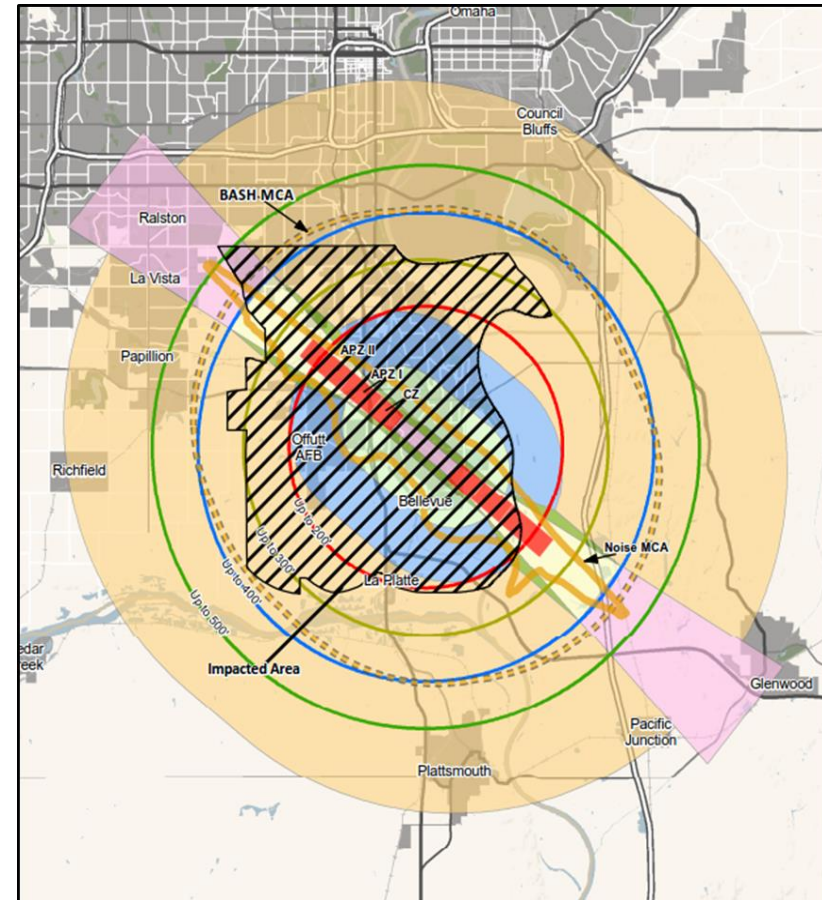 Omaha
Council
Bluffs
BASH MCA
Ralston
La Vista
Papillion
APZ II
APZ I
CZ
Offutt
AFB
Richfield
Bellevue
Up to 200'
Up to 300'
Up to 400'
Up to 500'
Noise MCA
La Platte
edar
reek
Impacted Area
Glenwood
Pacific
Junction
Plattsmouth